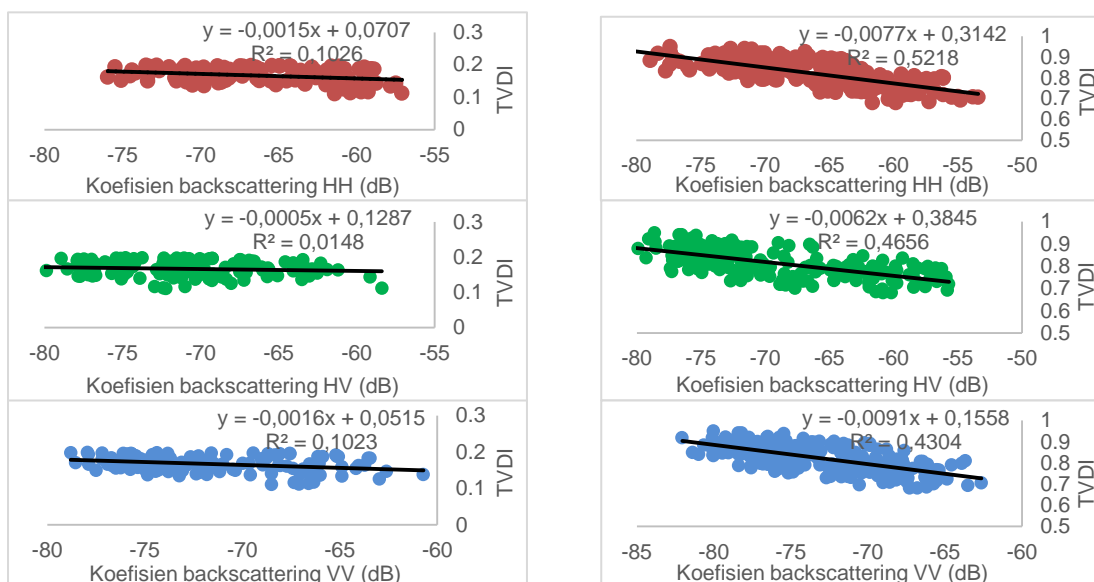 y = -0,0015x + 0,0707
R² = 0,1026
0.3
0.2
0.1
0
TVDI
-80 -75 -70 -65 -60 -55
Koefisien backscattering HH (dB)
y = -0,0077x + 0,3142
R² = 0,5218
1
0.9
0.8
0.7
0.6
0.5
TVDI
-80 -75 -70 -65 -60 -55 -50
Koefisien backscattering HH (dB)
y = -0,0005x + 0,1287
R² = 0,0148
0.3
0.2
0.1
0
TVDI
-80 -75 -70 -65 -60 -55
Koefisien backscattering HV (dB)
y = -0,0062x + 0,3845
R² = 0,4656
1
0.9
0.8
0.7
0.6
0.5
TVDI
-80 -75 -70 -65 -60 -55 -50
Koefisien backscattering HV (dB)
y = -0,0016x + 0,0515
R² = 0,1023
0.3
0.2
0.1
0
TVDI
-80 -75 -70 -65 -60
Koefisien backscattering VV (dB)
y = -0,0091x + 0,1558
R² = 0,4304
1
0.9
0.8
0.7
0.6
0.5
TVDI
-85 -80 -75 -70 -65 -60
Koefisien backscattering VV (dB)